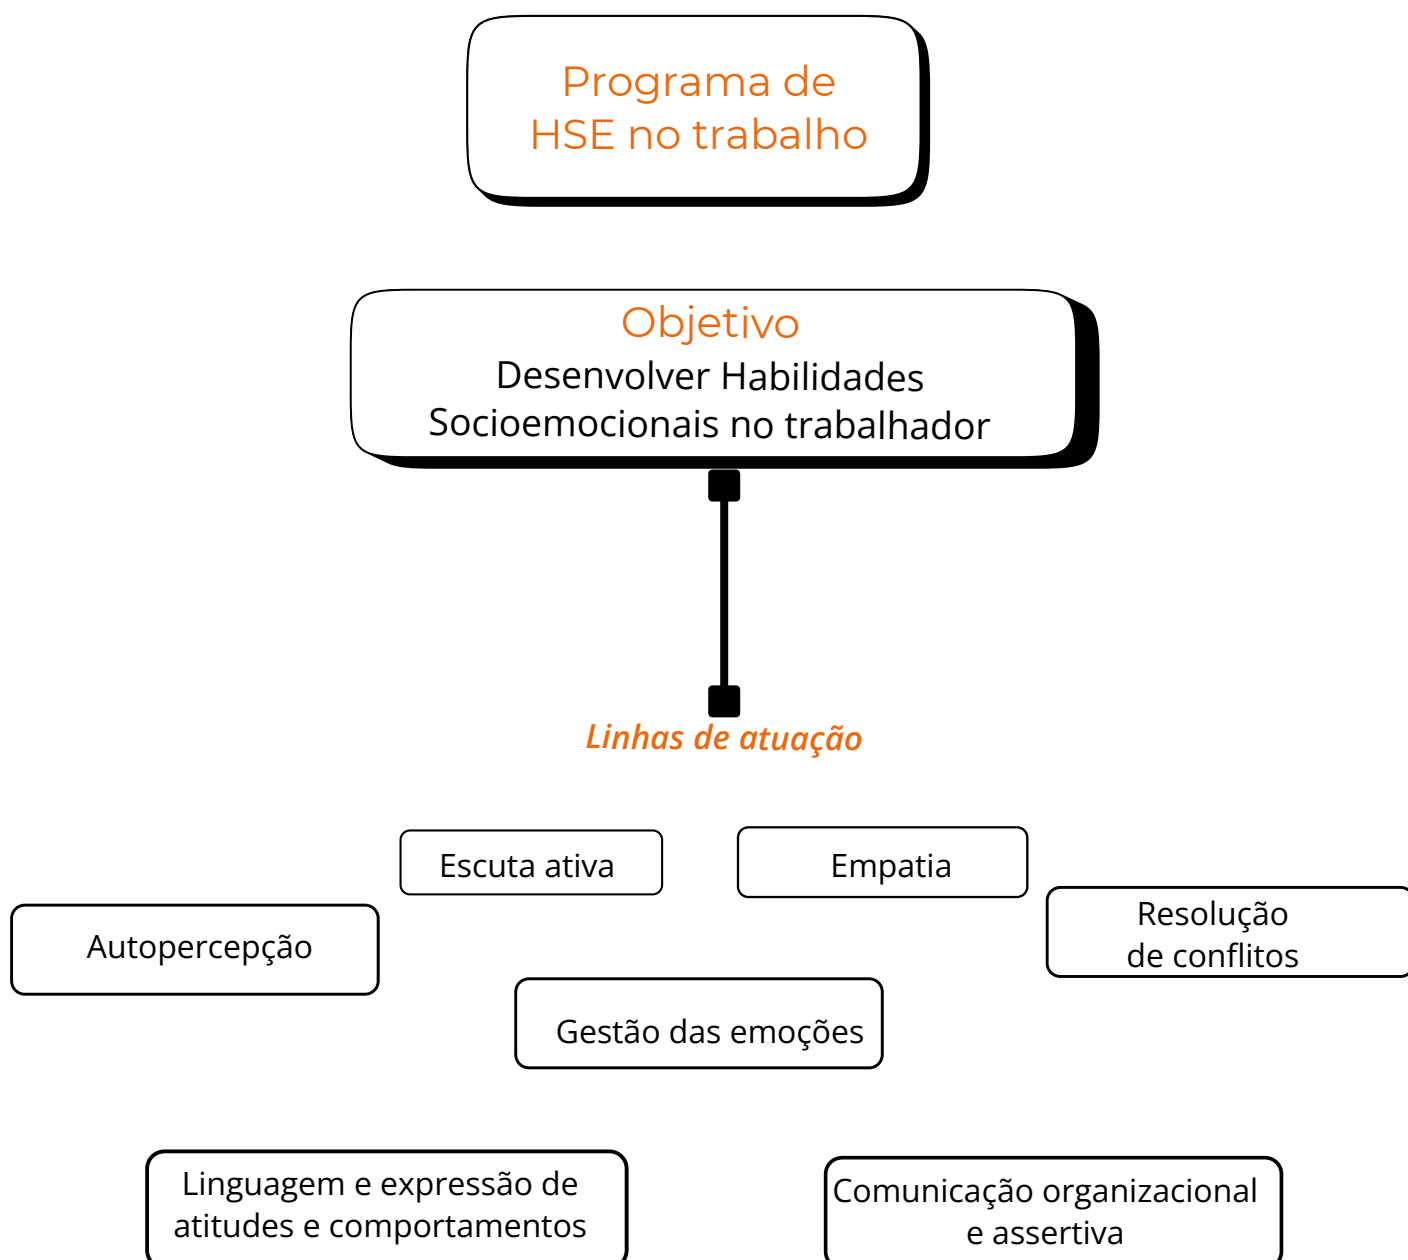 Programa de
HSE no trabalho
Objetivo
Desenvolver Habilidades
Socioemocionais no trabalhador
Linhas de atuação
Escuta ativa
Empatia
Autopercepção
Resolução
de conflitos
Gestão das emoções
Linguagem e expressão de
atitudes e comportamentos
Comunicação organizacional
e assertiva